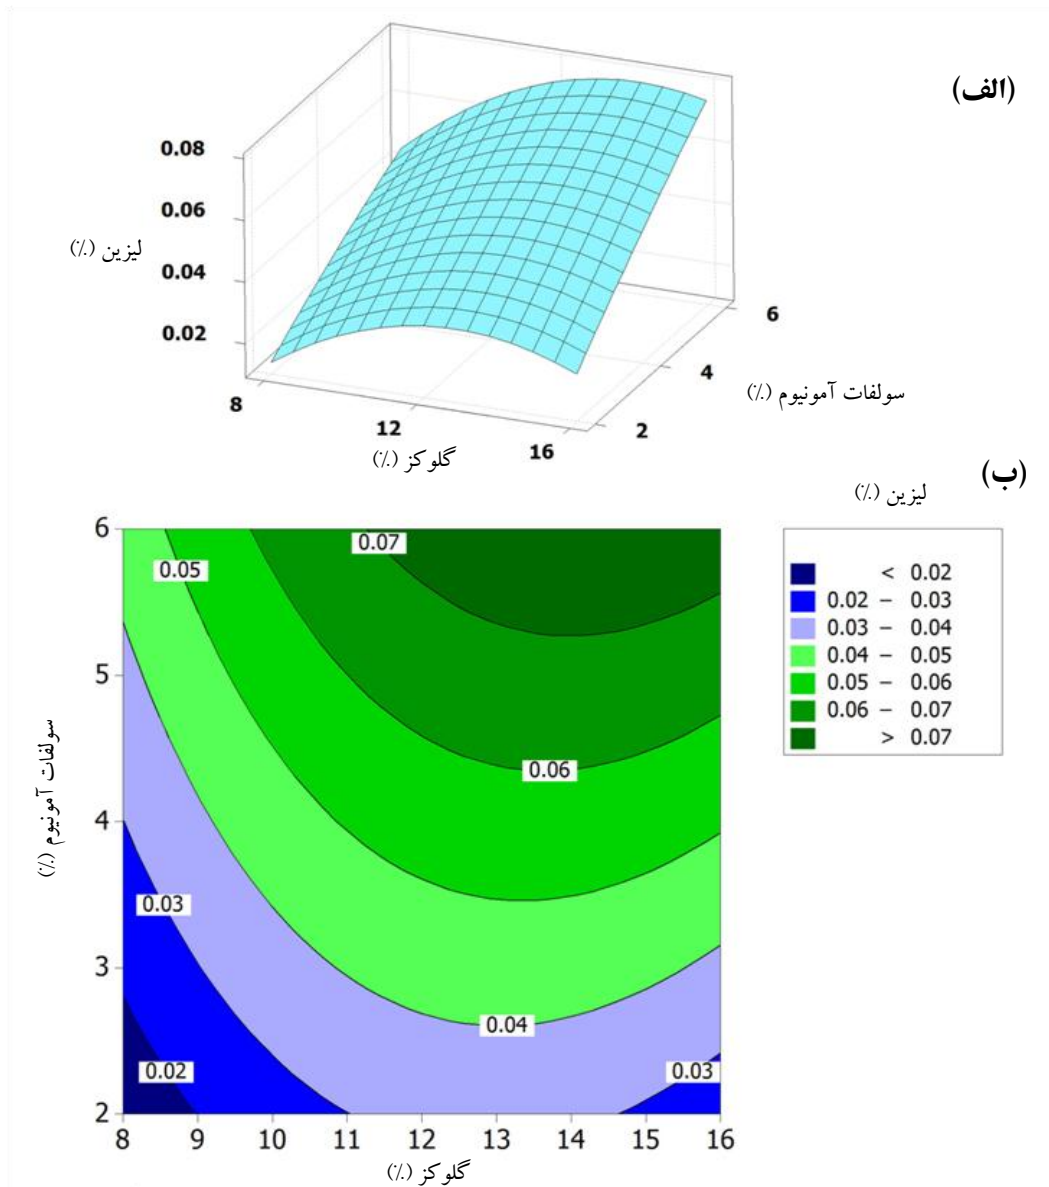 (الف)
0.08
0.06
لیزین (٪)
0.04
0.02
6
4
سولفات آمونیوم (٪)
8
2
12
16
گلوکز (٪)
(ب)
لیزین (٪)
6
0.07
0.05
< 0.02
0.02 – 0.03
0.03 – 0.04
0.04 – 0.05
0.05 – 0.06
0.06 – 0.07
> 0.07
5
0.06
سولفات آمونیوم (٪)
4
0.03
3
0.04
0.02
0.03
2
8 9 10 11 12 13 14 15 16
گلوکز (٪)